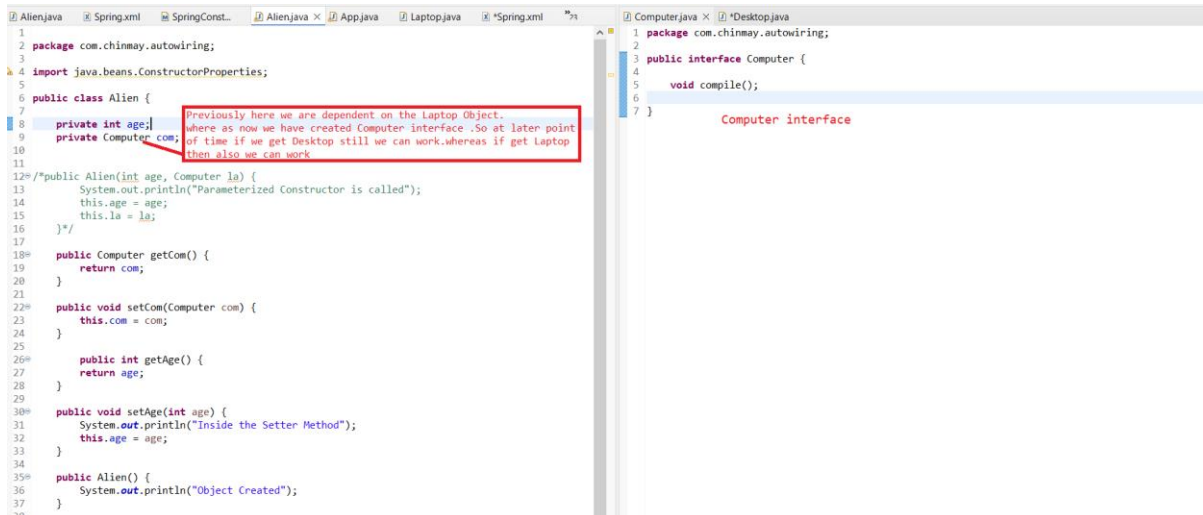 Alien.java Spring.xml SpringConst... Alien.java App.java Laptop.java *Spring.xml
1
2 package com.chinmay.autowiring;
3
4 import java.beans.ConstructorProperties;
5
6 public class Alien {
7
8 private int age;
9 private Computer com;
Previously here we are dependent on the Laptop Object.
where as now we have created Computer interface .So at later point
of time if we get Desktop still we can work.whereas if get Laptop
then also we can work
10
11
12 /*public Alien(int age, Computer la) {
13 System.out.println("Parameterized Constructor is called");
14 this.age = age;
15 this.la = la;
16 }*/
17
18 public Computer getCom() {
19 return com;
20 }
21
22 public void setCom(Computer com) {
23 this.com = com;
24 }
25
26 public int getAge() {
27 return age;
28 }
29
30 public void setAge(int age) {
31 System.out.println("Inside the Setter Method");
32 this.age = age;
33 }
34
35 public Alien() {
36 System.out.println("Object Created");
37 }
Computer.java *Desktop.java
1 package com.chinmay.autowiring;
2
3 public interface Computer {
4
5 void compile();
6
7 }
Computer interface